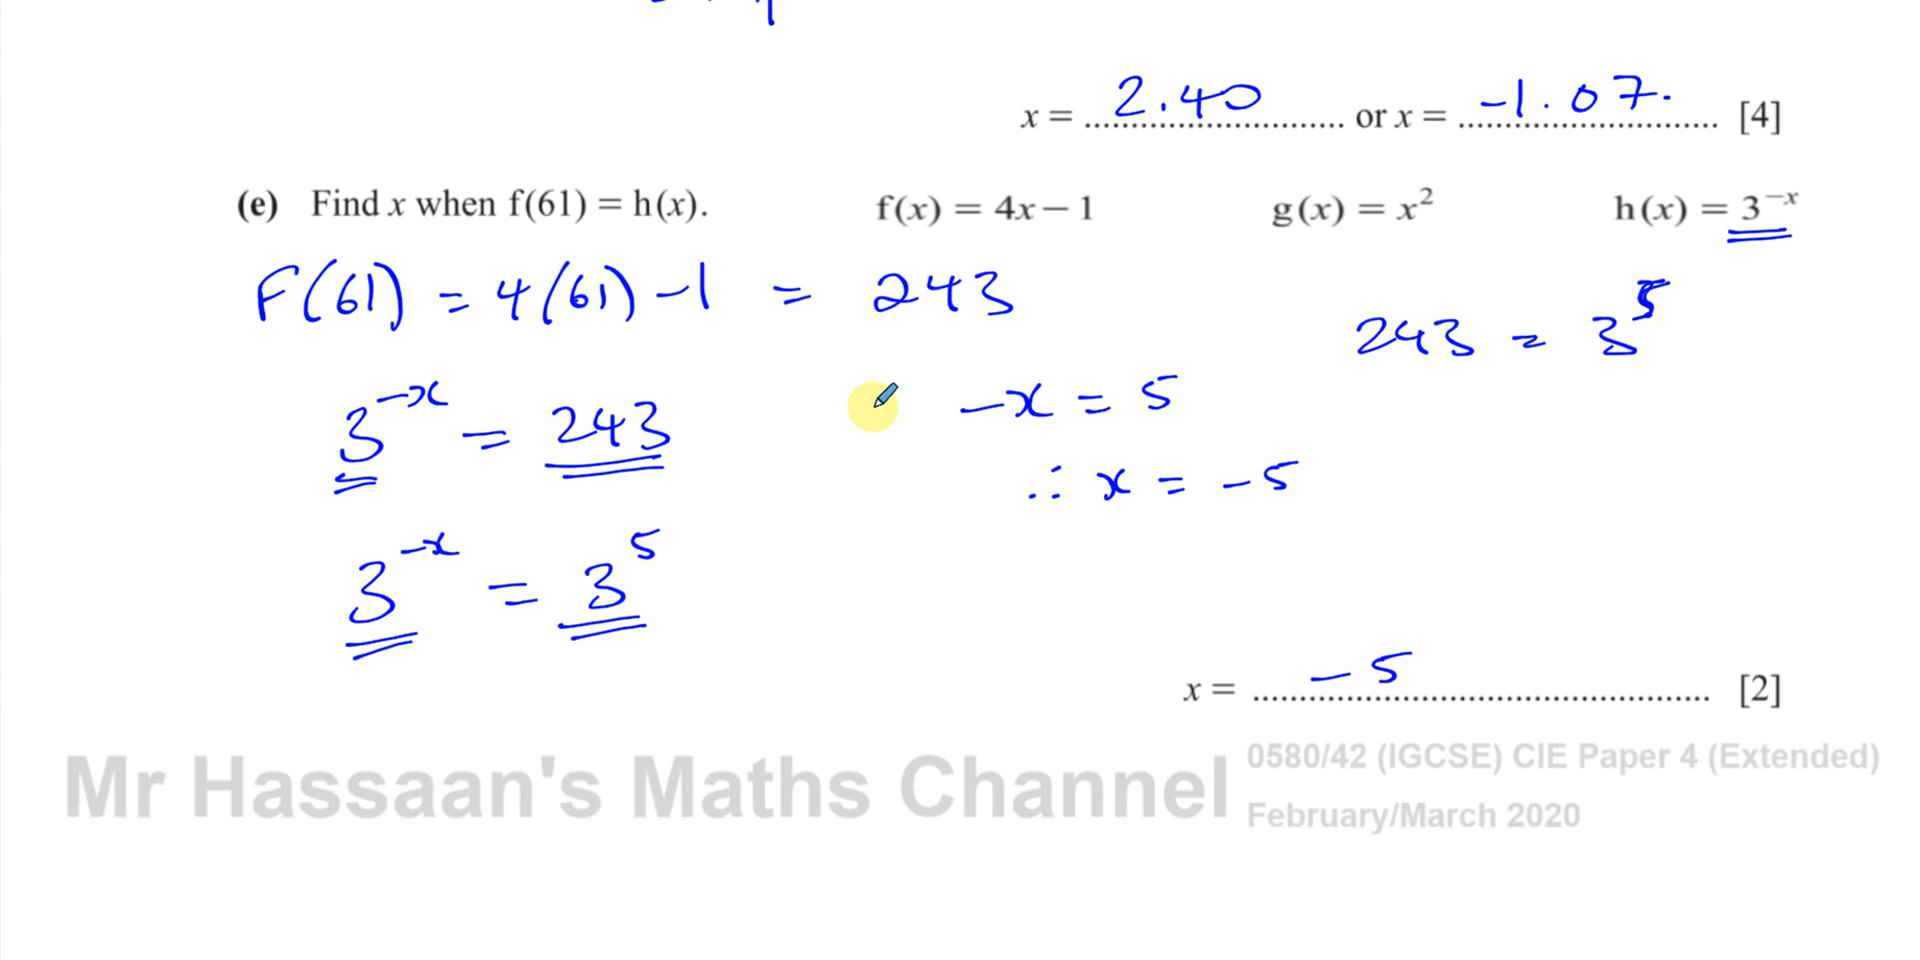 x = 2.40 or x = -1.07. [4]
(e) Find x when f(61) = h(x). f(x) = 4x − 1 g(x) = x² h(x) = 3⁻ˣ
F(61) = 4(61) - 1 = 243
243 = 3⁵
3⁻ˣ = 243
-x = 5
∴ x = -5
3⁻ˣ = 3⁵
x = -5 [2]
Mr Hassaan's Maths Channel
0580/42 (IGCSE) CIE Paper 4 (Extended)
February/March 2020